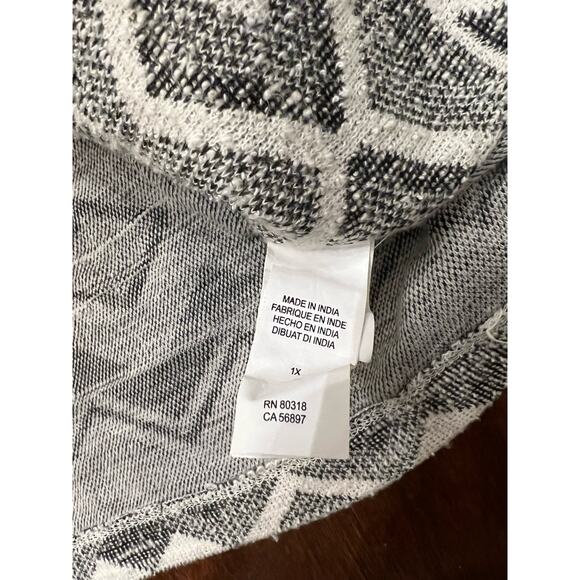 MADE IN INDIA
FABRIQUE EN INDE
HECHO EN INDIA
DIBUAT DI INDIA
1X
RN 80318
CA 56897